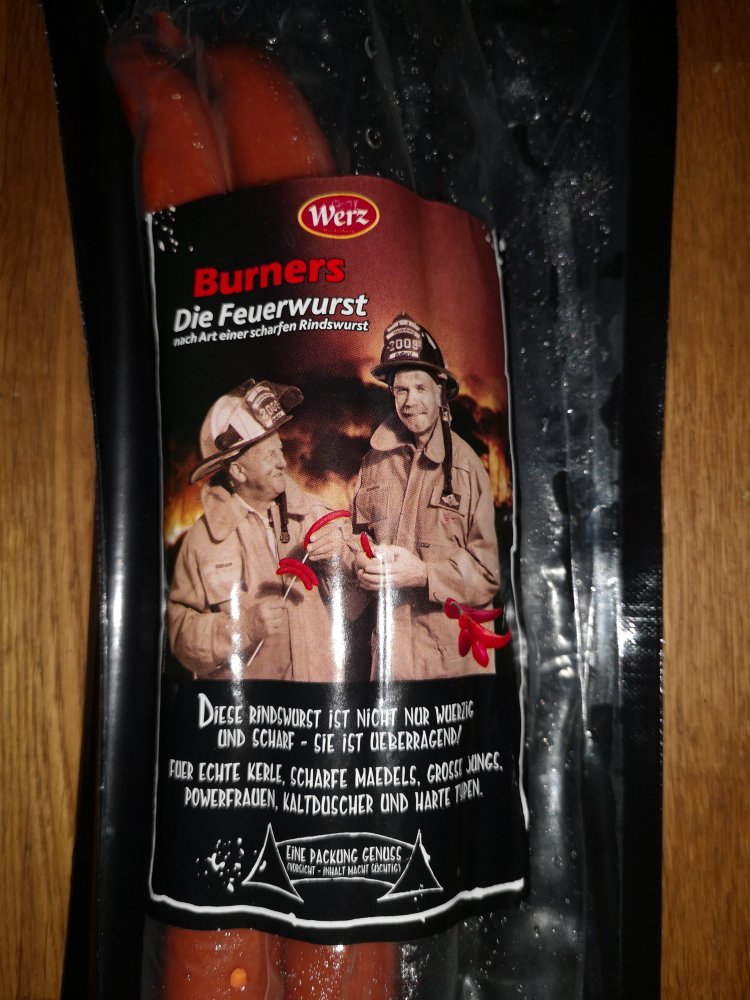 Werz
Burners
Die Feuerwurst
nach Art einer scharfen Rindswurst
2009
DIESE RINDSWURST IST NICHT NUR WUERZIG
UND SCHARF - SIE IST UEBERRAGEND!
FUER ECHTE KERLE, SCHARFE MAEDELS, GROSSE JUNGS,
POWERFRAUEN, KALTDUSCHER UND HARTE TYPEN.
EINE PACKUNG GENUSS
(VORSICHT - INHALT MACHT SUECHTIG)